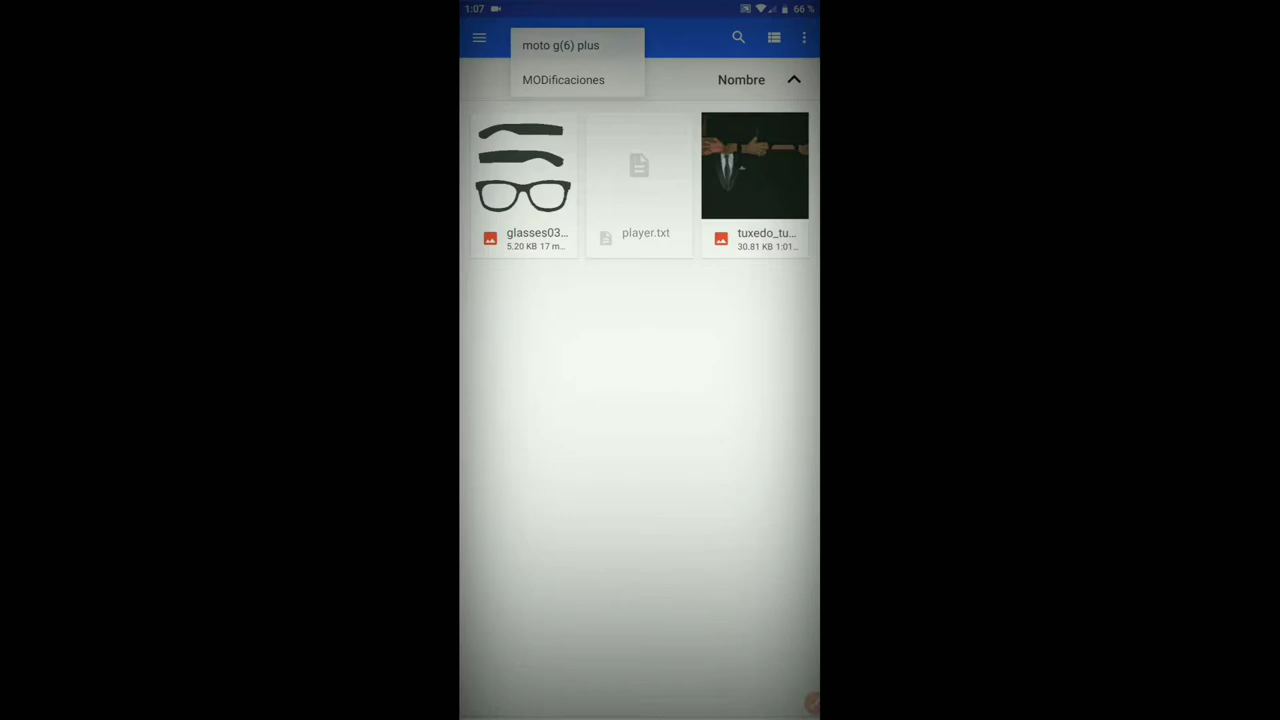 1:07
66 %
moto g(6) plus
MODificaciones
Nombre
glasses03...
5.20 KB 17 m...
player.txt
tuxedo_tu...
30.81 KB 1:01...